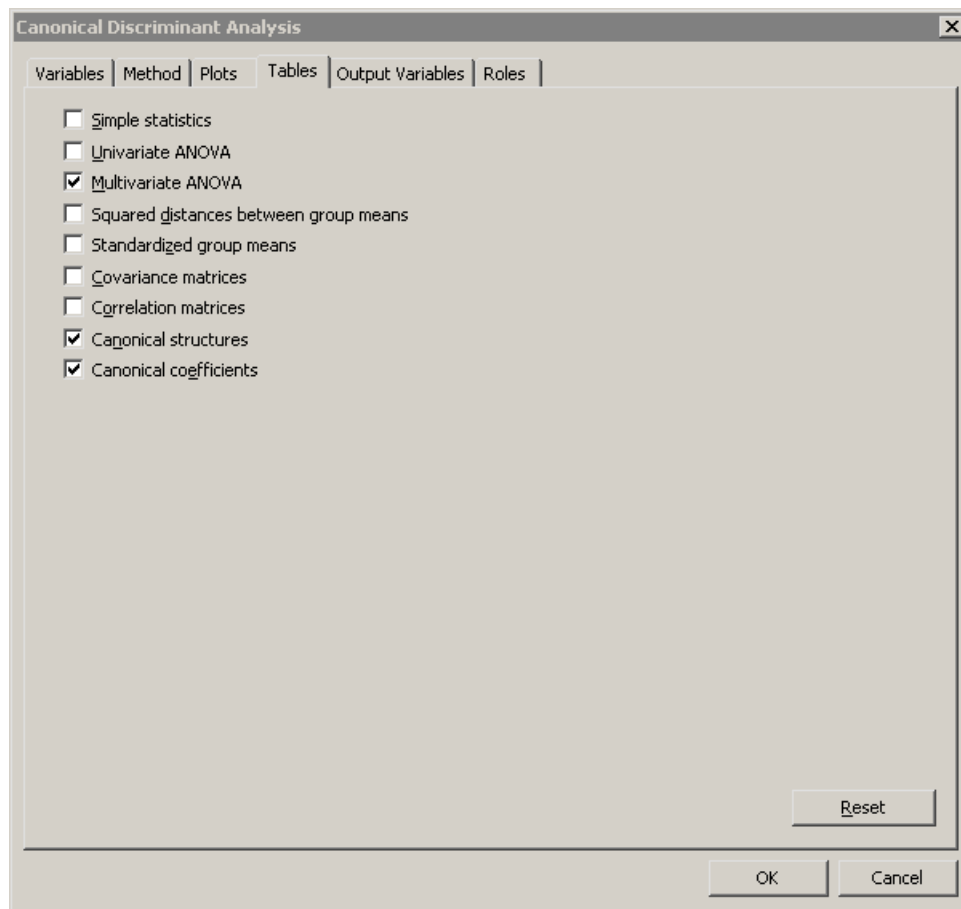 Canonical Discriminant Analysis
Variables Method Plots Tables Output Variables Roles
Simple statistics
Univariate ANOVA
Multivariate ANOVA
Squared distances between group means
Standardized group means
Covariance matrices
Correlation matrices
Canonical structures
Canonical coefficients
Reset
OK Cancel